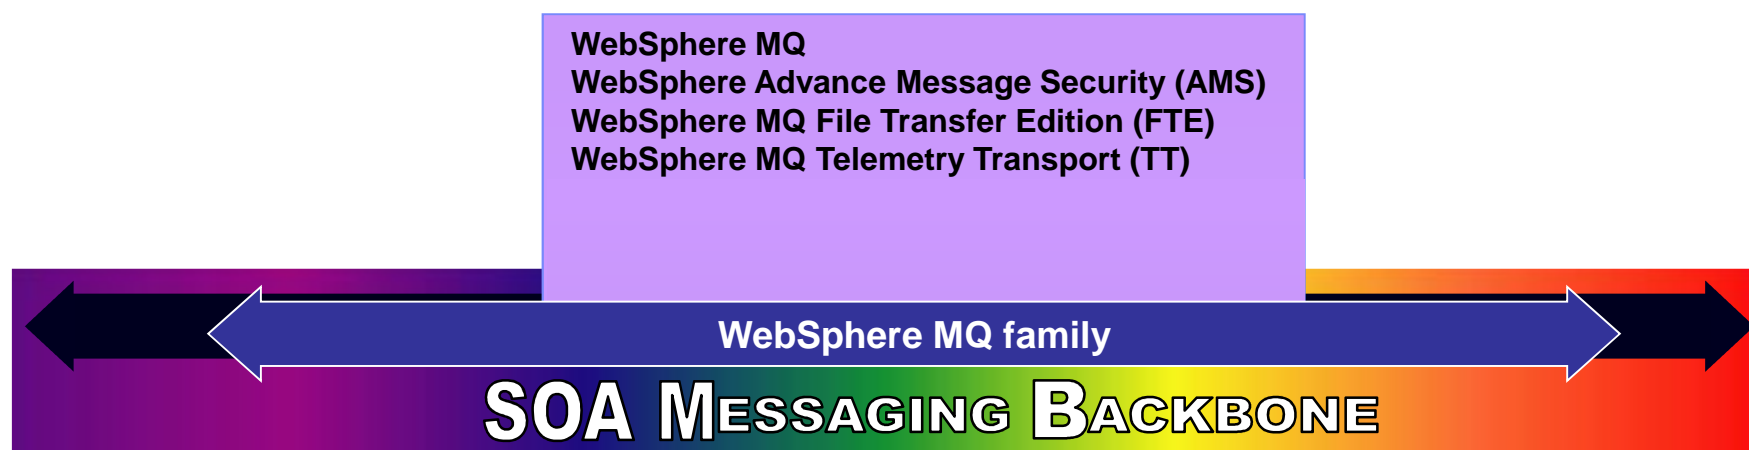 WebSphere MQ
WebSphere Advance Message Security (AMS)
WebSphere MQ File Transfer Edition (FTE)
WebSphere MQ Telemetry Transport (TT)
WebSphere MQ family
SOA MESSAGING BACKBONE